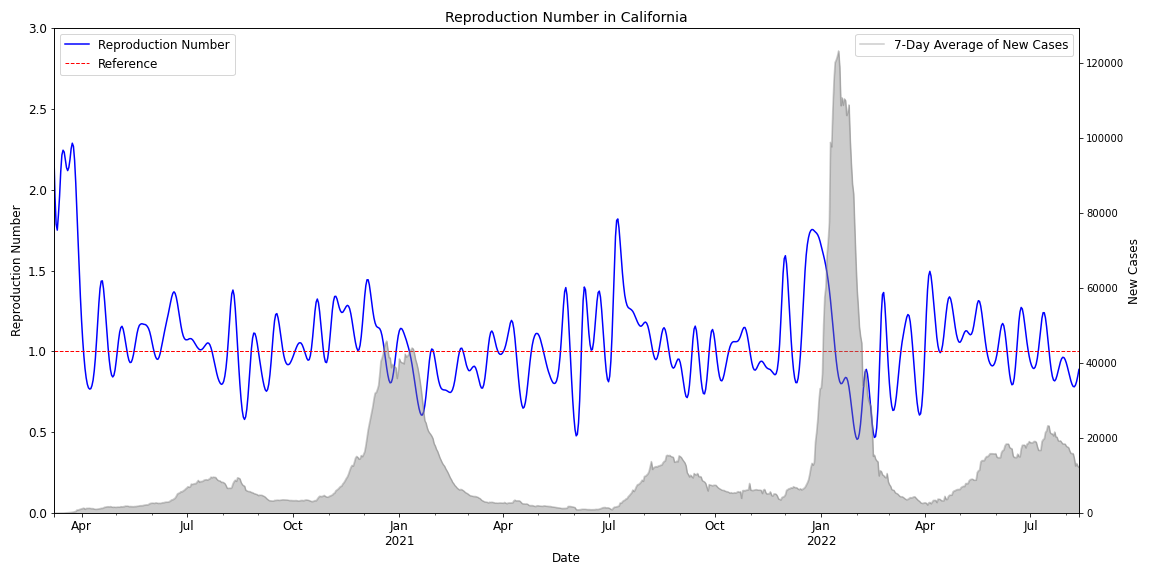 Reproduction Number in California
Reproduction Number
Reference
7-Day Average of New Cases
3.0
2.5
2.0
1.5
1.0
0.5
0.0
Reproduction Number
120000
100000
80000
60000
40000
20000
0
New Cases
Apr
Jul
Oct
Jan
2021
Apr
Jul
Oct
Jan
2022
Apr
Jul
Date